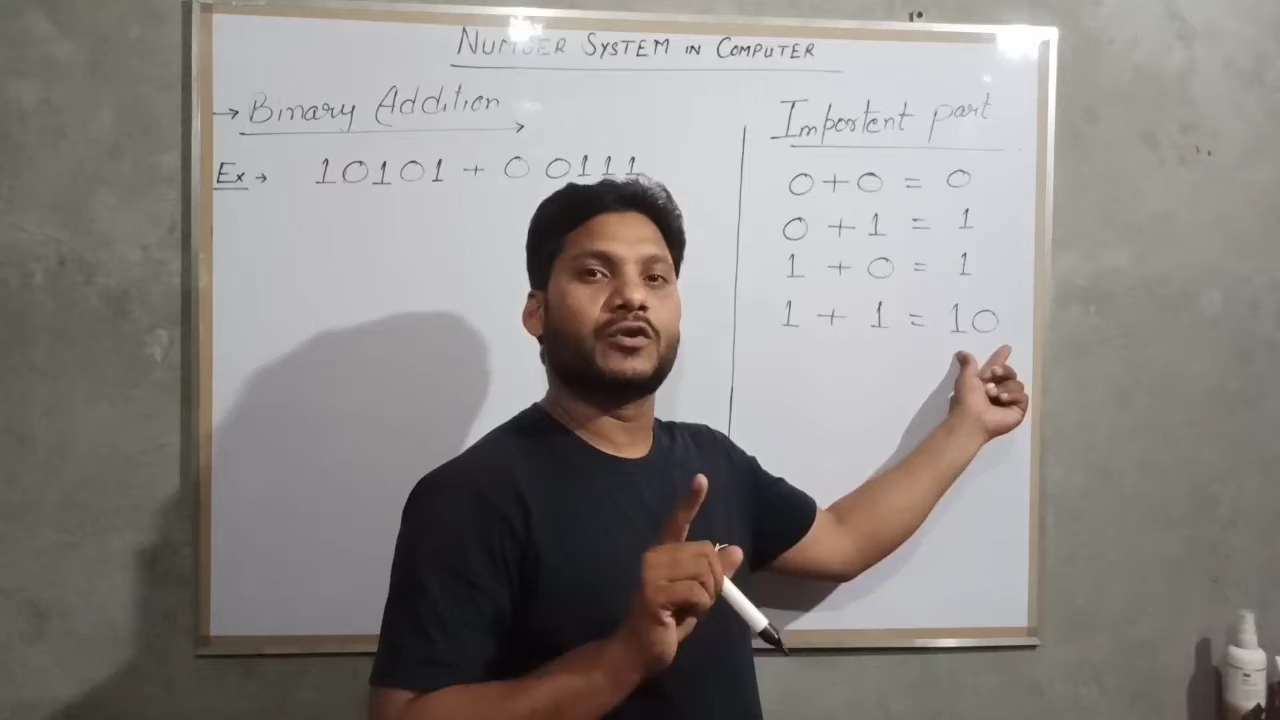 NUMBER SYSTEM IN COMPUTER
→ Binary Addition
Ex → 10101 + 00111
Importent part
0 + 0 = 0
0 + 1 = 1
1 + 0 = 1
1 + 1 = 10